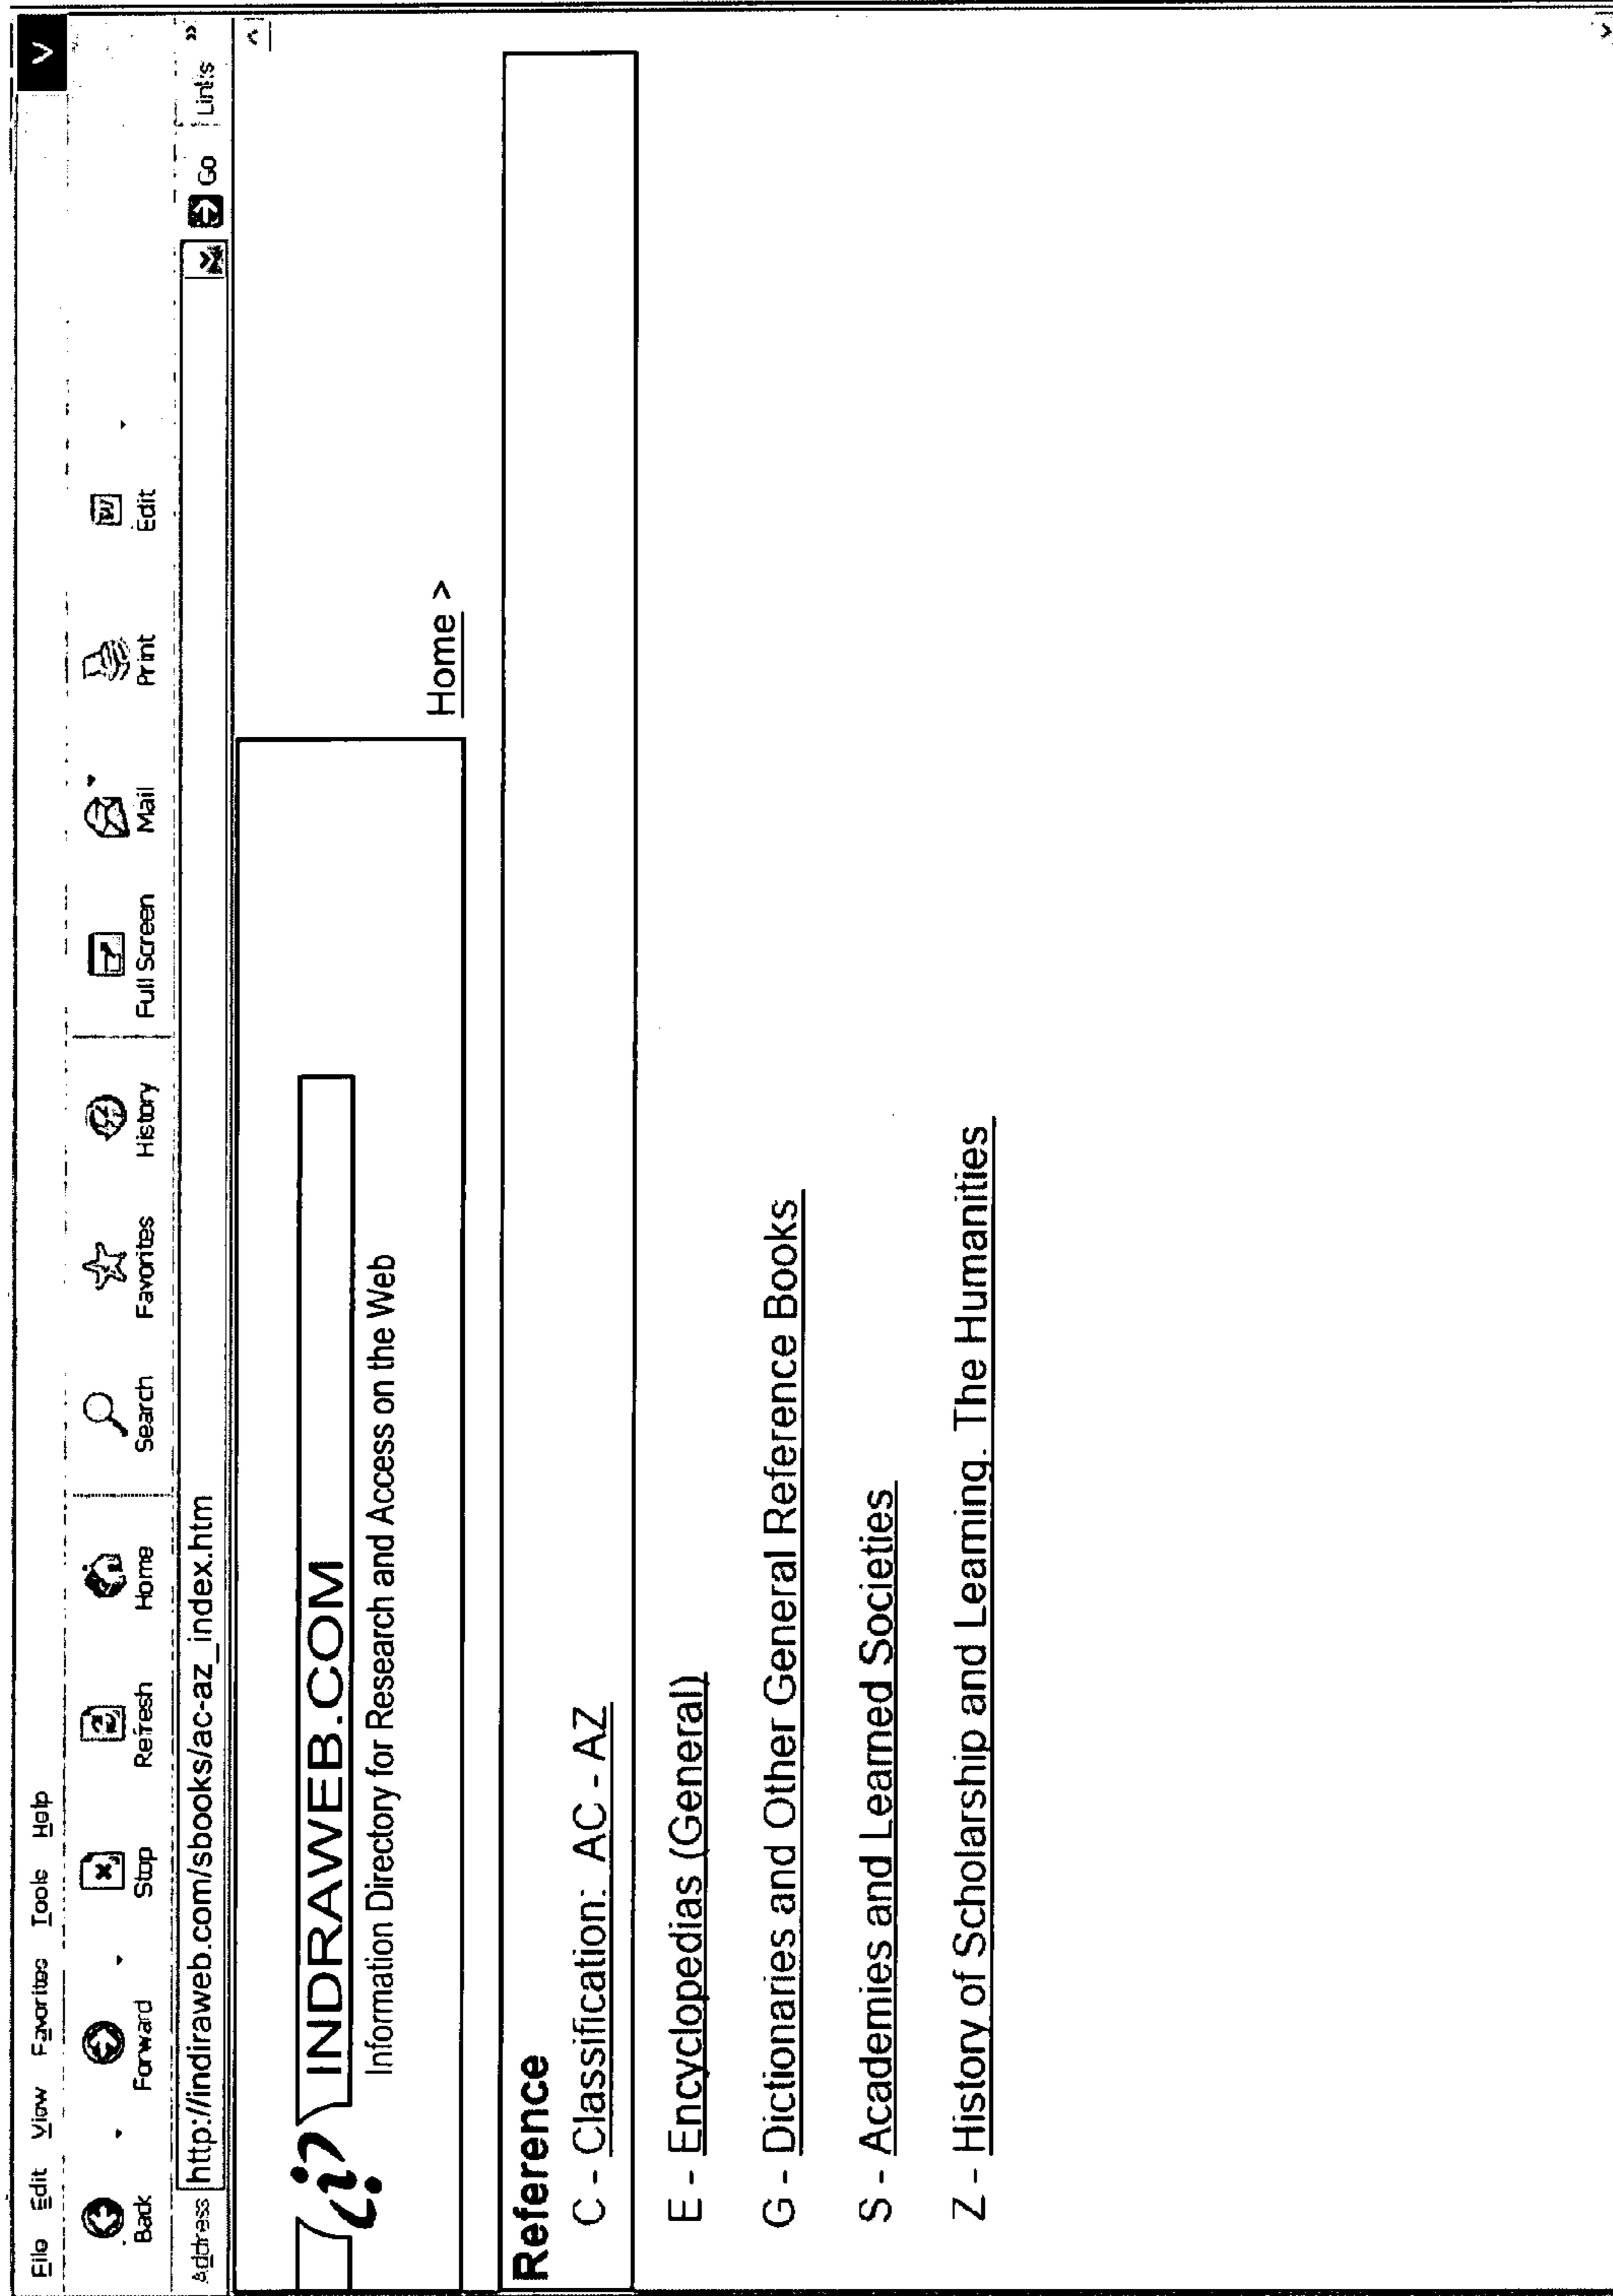 File Edit View Favorites Tools Help
Back Forward Stop Refresh Home Search Favorites History Full Screen Mail Print Edit
Address http://indiraweb.com/sbooks/ac-az_index.htm Go Links »
i? INDRAWEB.COM
Information Directory for Research and Access on the Web
Home >
Reference
C - Classification: AC - AZ
E - Encyclopedias (General)
G - Dictionaries and Other General Reference Books
S - Academies and Learned Societies
Z - History of Scholarship and Learning. The Humanities